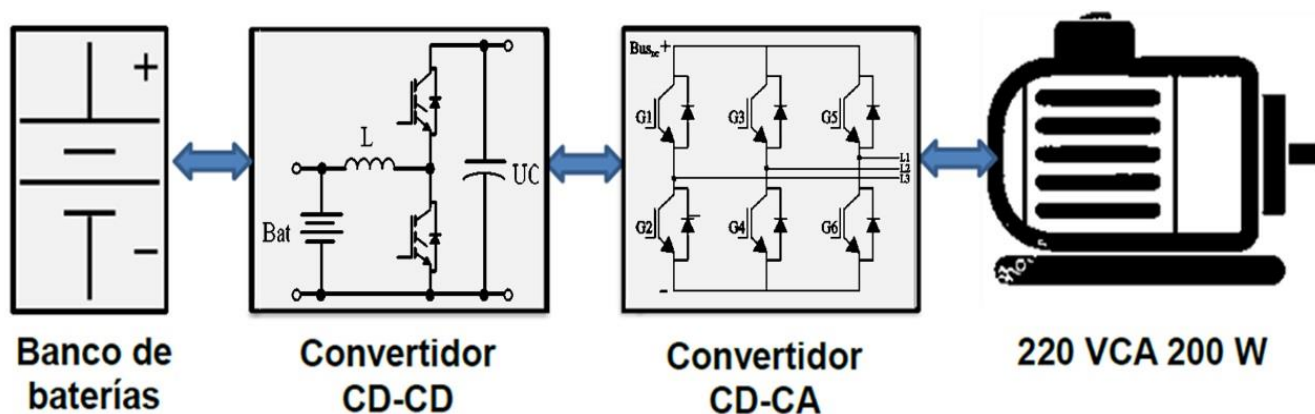 +
-
Banco de
baterías
L
Bat
UC
Convertidor
CD-CD
Bus DC +
G1
G3
G5
L1
L2
L3
G2
G4
G6
-
Convertidor
CD-CA
220 VCA 200 W